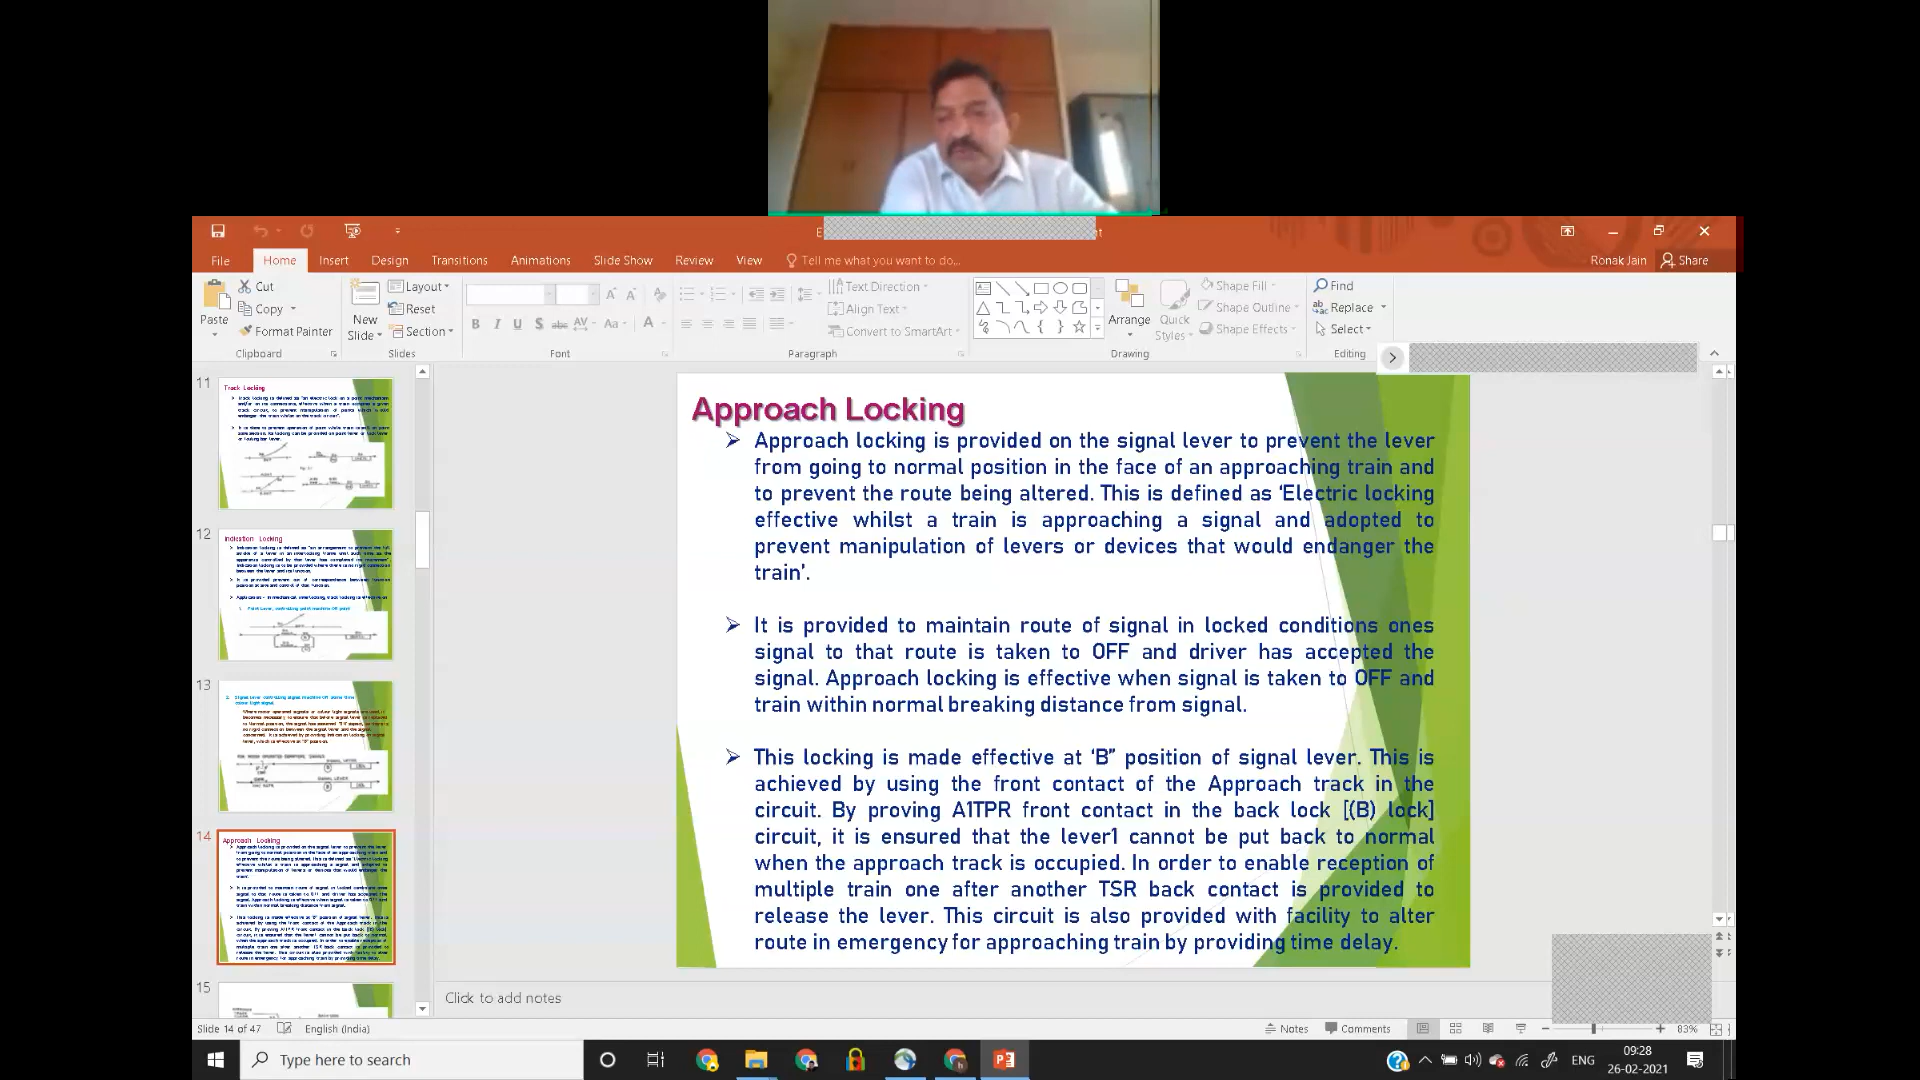 File
Home
Insert
Design
Transitions
Animations
Slide Show
Review
View
Tell me what you want to do...
Ronak Jain
Share
Paste
Cut
Copy
Format Painter
Clipboard
New
Slide
Layout
Reset
Section
Slides
Font
Text Direction
Align Text
Convert to SmartArt
Paragraph
Arrange
Quick
Styles
Shape Fill
Shape Outline
Shape Effects
Drawing
Find
Replace
Select
Editing
11
Track Locking
12
Indication Locking
13
14
Approach Locking
15
Approach Locking
Approach locking is provided on the signal lever to prevent the lever
from going to normal position in the face of an approaching train and
to prevent the route being altered. This is defined as ‘Electric locking
effective whilst a train is approaching a signal and adopted to
prevent manipulation of levers or devices that would endanger the
train’.
It is provided to maintain route of signal in locked conditions ones
signal to that route is taken to OFF and driver has accepted the
signal. Approach locking is effective when signal is taken to OFF and
train within normal breaking distance from signal.
This locking is made effective at ‘B” position of signal lever. This is
achieved by using the front contact of the Approach track in the
circuit. By proving A1TPR front contact in the back lock [(B) lock]
circuit, it is ensured that the lever1 cannot be put back to normal
when the approach track is occupied. In order to enable reception of
multiple train one after another TSR back contact is provided to
release the lever. This circuit is also provided with facility to alter
route in emergency for approaching train by providing time delay.
Click to add notes
Slide 14 of 47
English (India)
Notes
Comments
83%
Type here to search
ENG
09:28
26-02-2021